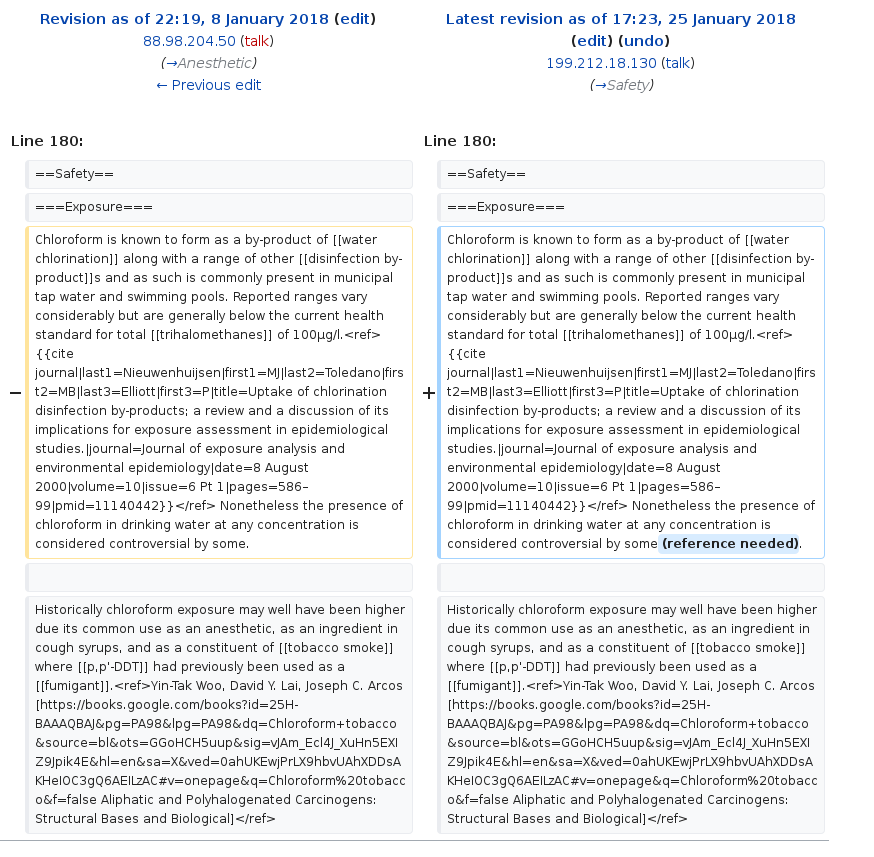 Revision as of 22:19, 8 January 2018 (edit)
88.98.204.50 (talk)
(→Anesthetic)
← Previous edit
Latest revision as of 17:23, 25 January 2018
(edit) (undo)
199.212.18.130 (talk)
(→Safety)
Line 180:
==Safety==
===Exposure===
− Chloroform is known to form as a by-product of [[water
chlorination]] along with a range of other [[disinfection by-
product]]s and as such is commonly present in municipal
tap water and swimming pools. Reported ranges vary
considerably but are generally below the current health
standard for total [[trihalomethanes]] of 100μg/l.<ref>
{{cite
journal|last1=Nieuwenhuijsen|first1=MJ|last2=Toledano|firs
t2=MB|last3=Elliott|first3=P|title=Uptake of chlorination
disinfection by-products; a review and a discussion of its
implications for exposure assessment in epidemiological
studies.|journal=Journal of exposure analysis and
environmental epidemiology|date=8 August
2000|volume=10|issue=6 Pt 1|pages=586–
99|pmid=11140442}}</ref> Nonetheless the presence of
chloroform in drinking water at any concentration is
considered controversial by some.
Historically chloroform exposure may well have been higher
due its common use as an anesthetic, as an ingredient in
cough syrups, and as a constituent of [[tobacco smoke]]
where [[p,p'-DDT]] had previously been used as a
[[fumigant]].<ref>Yin-Tak Woo, David Y. Lai, Joseph C. Arcos
[https://books.google.com/books?id=25H-
BAAAQBAJ&pg=PA98&lpg=PA98&dq=Chloroform+tobacco
&source=bl&ots=GGoHCH5uup&sig=vJAm_Ecl4J_XuHn5EXI
Z9Jpik4E&hl=en&sa=X&ved=0ahUKEwjPrLX9hbvUAhXDDsA
KHeIOC3gQ6AEILzAC#v=onepage&q=Chloroform%20tobacc
o&f=false Aliphatic and Polyhalogenated Carcinogens:
Structural Bases and Biological]</ref>
Line 180:
==Safety==
===Exposure===
+ Chloroform is known to form as a by-product of [[water
chlorination]] along with a range of other [[disinfection by-
product]]s and as such is commonly present in municipal
tap water and swimming pools. Reported ranges vary
considerably but are generally below the current health
standard for total [[trihalomethanes]] of 100μg/l.<ref>
{{cite
journal|last1=Nieuwenhuijsen|first1=MJ|last2=Toledano|firs
t2=MB|last3=Elliott|first3=P|title=Uptake of chlorination
disinfection by-products; a review and a discussion of its
implications for exposure assessment in epidemiological
studies.|journal=Journal of exposure analysis and
environmental epidemiology|date=8 August
2000|volume=10|issue=6 Pt 1|pages=586–
99|pmid=11140442}}</ref> Nonetheless the presence of
chloroform in drinking water at any concentration is
considered controversial by some (reference needed).
Historically chloroform exposure may well have been higher
due its common use as an anesthetic, as an ingredient in
cough syrups, and as a constituent of [[tobacco smoke]]
where [[p,p'-DDT]] had previously been used as a
[[fumigant]].<ref>Yin-Tak Woo, David Y. Lai, Joseph C. Arcos
[https://books.google.com/books?id=25H-
BAAAQBAJ&pg=PA98&lpg=PA98&dq=Chloroform+tobacco
&source=bl&ots=GGoHCH5uup&sig=vJAm_Ecl4J_XuHn5EXI
Z9Jpik4E&hl=en&sa=X&ved=0ahUKEwjPrLX9hbvUAhXDDsA
KHeIOC3gQ6AEILzAC#v=onepage&q=Chloroform%20tobacc
o&f=false Aliphatic and Polyhalogenated Carcinogens:
Structural Bases and Biological]</ref>